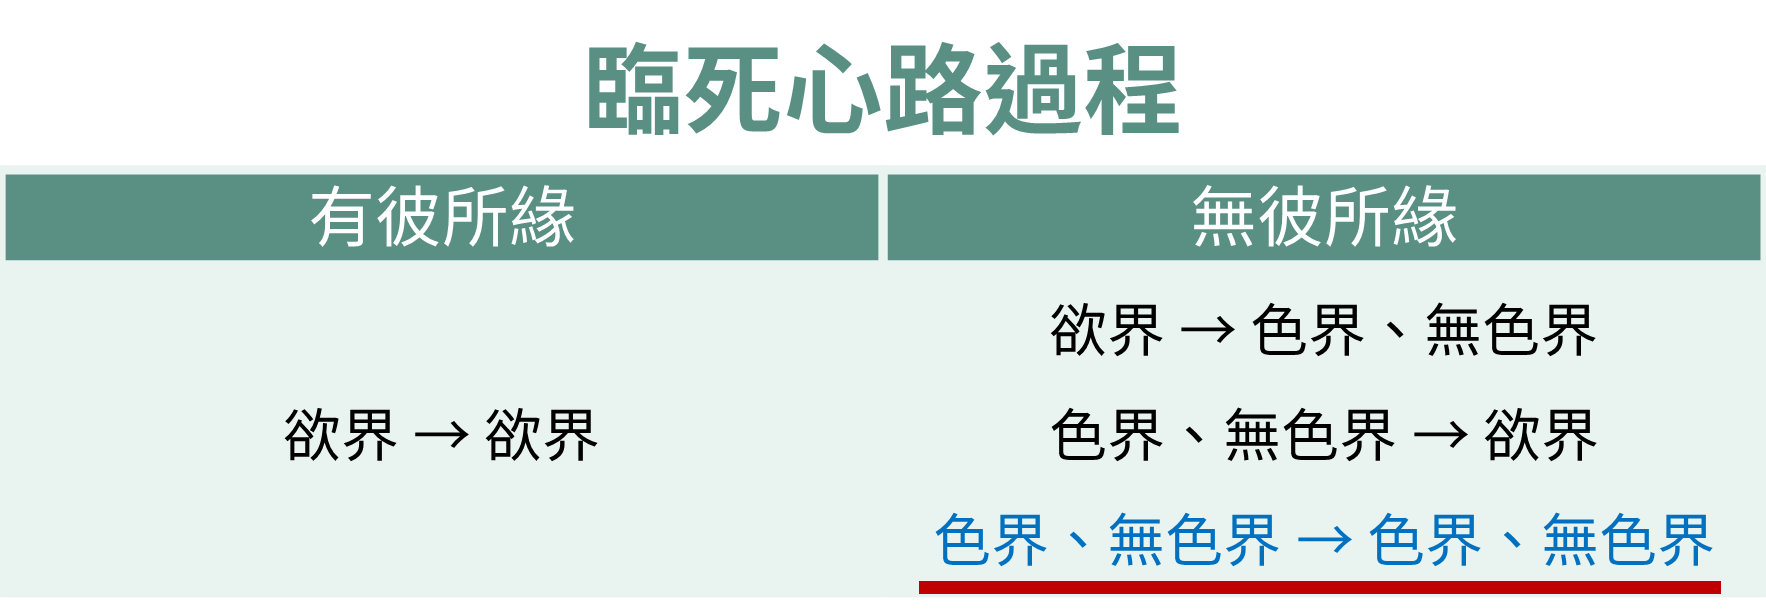 臨死心路過程
有彼所緣
無彼所緣
欲界 → 欲界
欲界 → 色界、無色界
色界、無色界 → 欲界
色界、無色界 → 色界、無色界